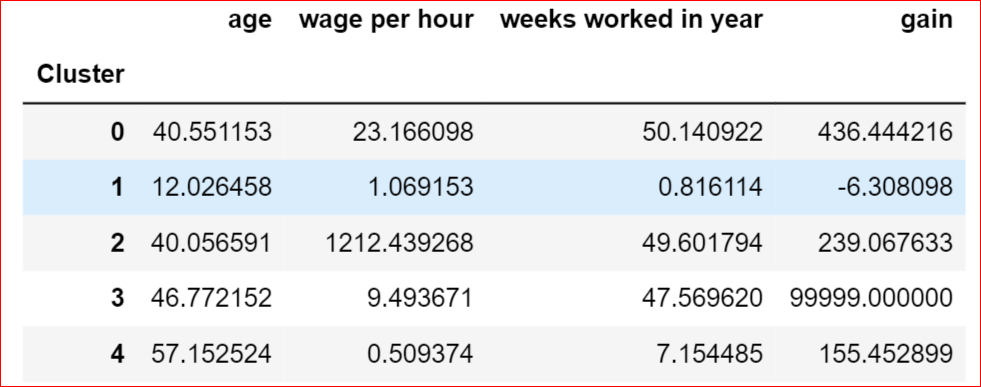 age wage per hour weeks worked in year gain
Cluster
0 40.551153 23.166098 50.140922 436.444216
1 12.026458 1.069153 0.816114 -6.308098
2 40.056591 1212.439268 49.601794 239.067633
3 46.772152 9.493671 47.569620 99999.000000
4 57.152524 0.509374 7.154485 155.452899